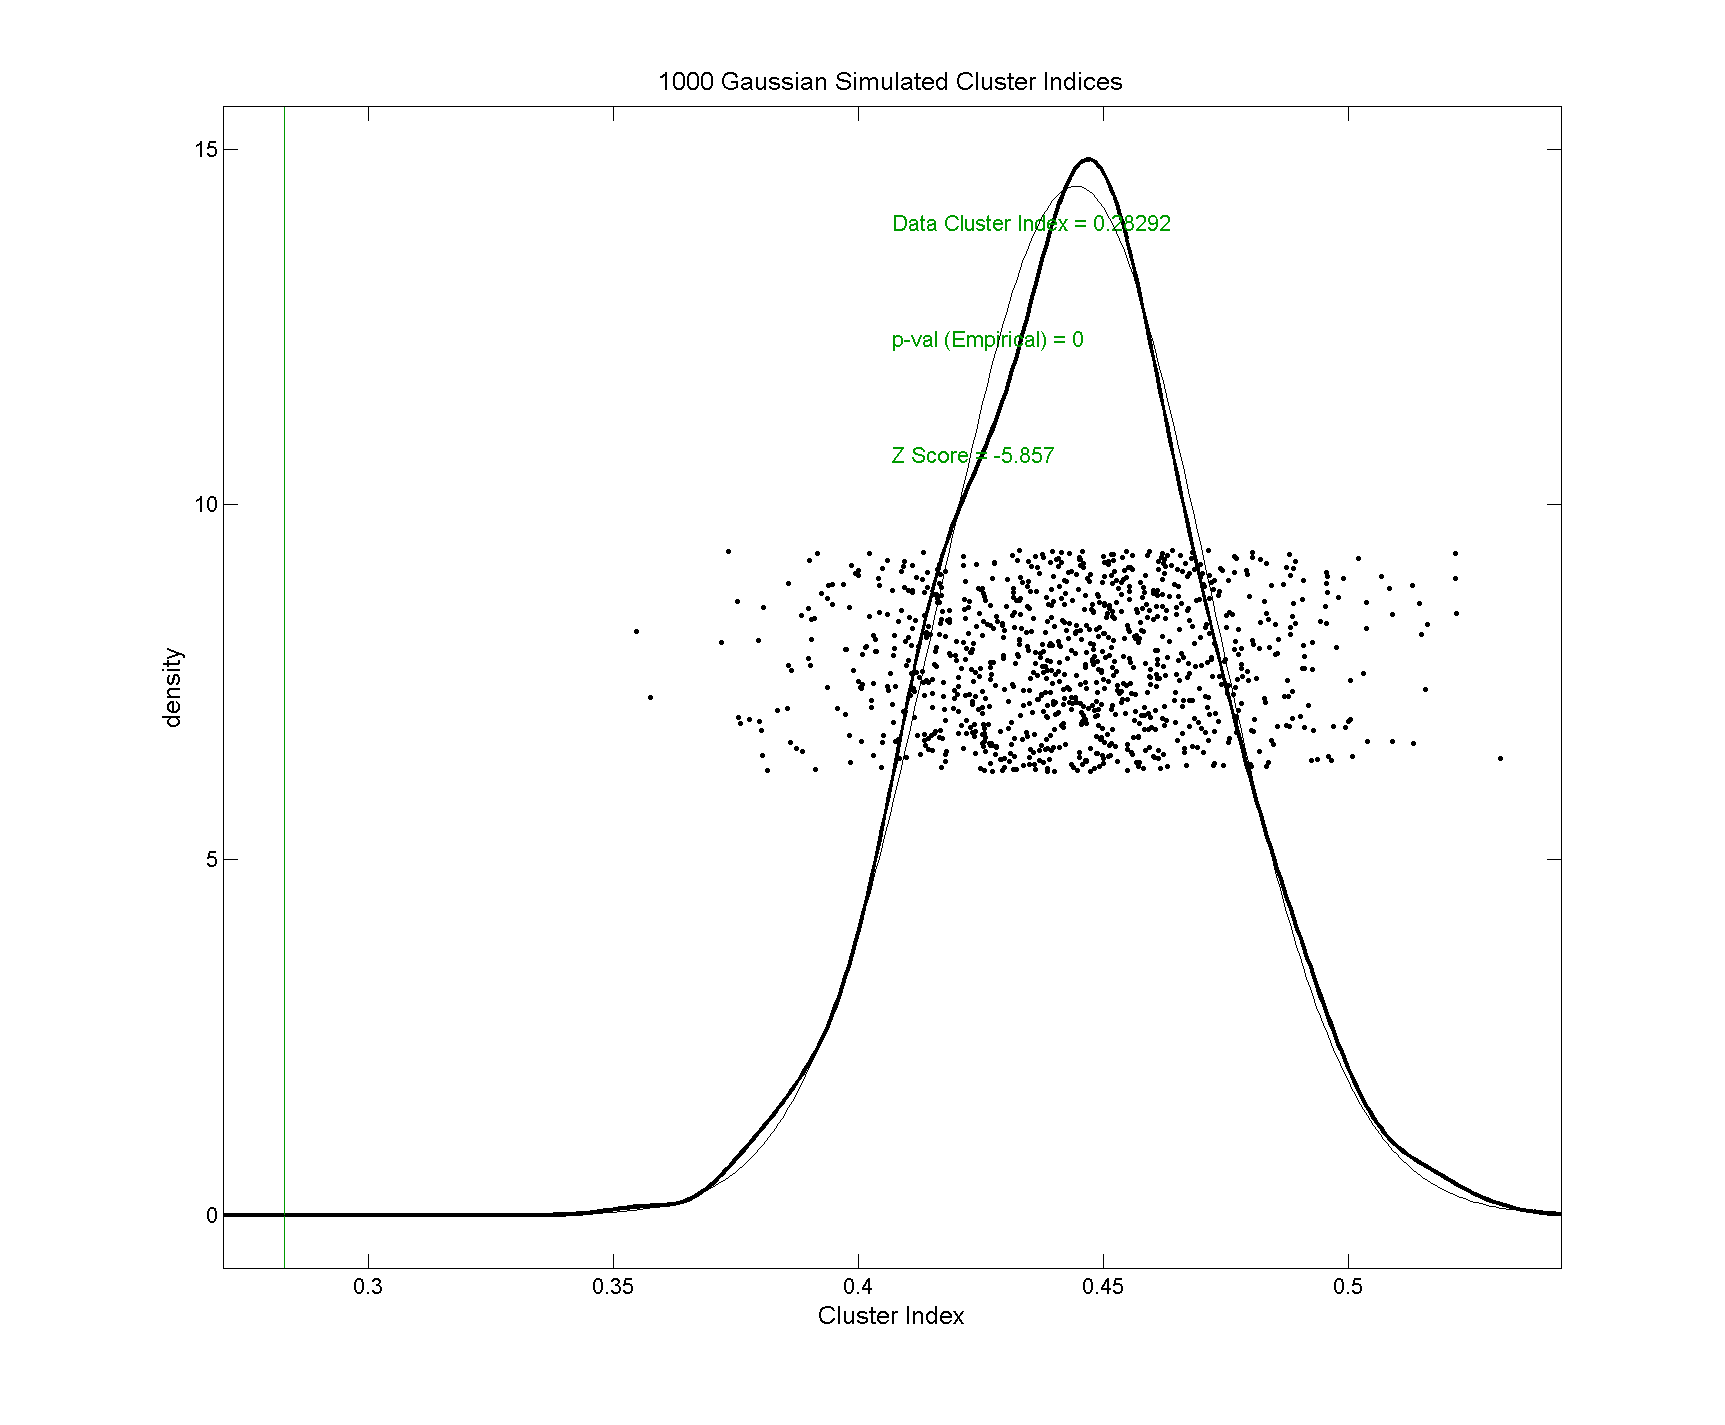 1000 Gaussian Simulated Cluster Indices
15
Data Cluster Index = 0.28292
p-val (Empirical) = 0
Z Score = -5.857
10
density
5
0
0.3
0.35
0.4
0.45
0.5
Cluster Index